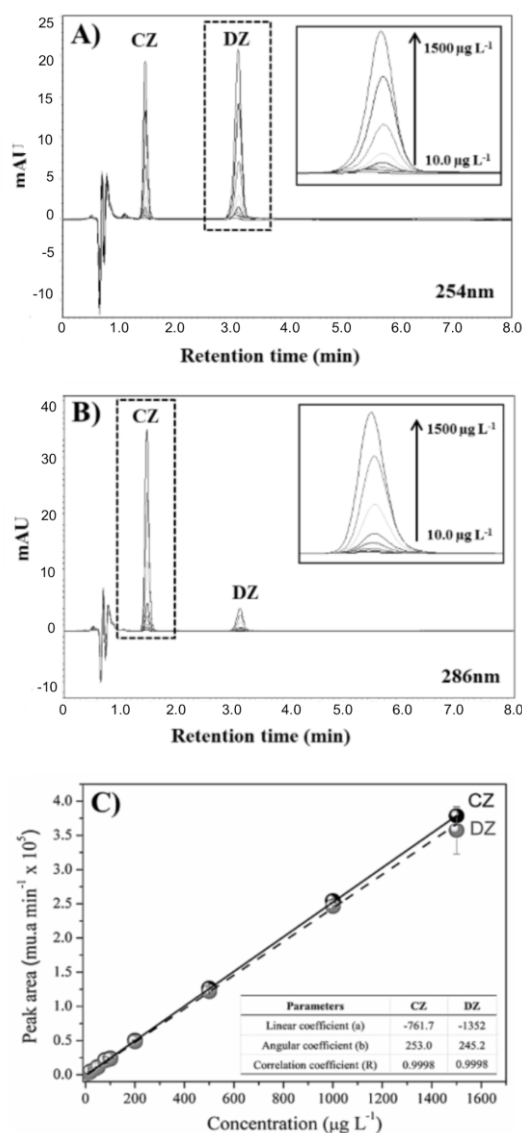 A)
CZ
DZ
1500 µg L-1
10.0 µg L-1
25
20
15
10
5
0
-5
-10
mAU
254nm
0 1.0 2.0 3.0 4.0 5.0 6.0 7.0 8.0
Retention time (min)
B)
CZ
DZ
1500 µg L-1
10.0 µg L-1
40
30
20
10
0
-10
mAU
286nm
0 1.0 2.0 3.0 4.0 5.0 6.0 7.0 8.0
Retention time (min)
C)
CZ
DZ
4.0
3.5
3.0
2.5
2.0
1.5
1.0
0.5
0.0
Peak area (mu.a min-1 x 105)
Parameters CZ DZ
Linear coefficient (a) -761.7 -1352
Angular coefficient (b) 253.0 245.2
Correlation coefficient (R) 0.9998 0.9998
0 200 400 600 800 1000 1200 1400 1600
Concentration (µg L-1)